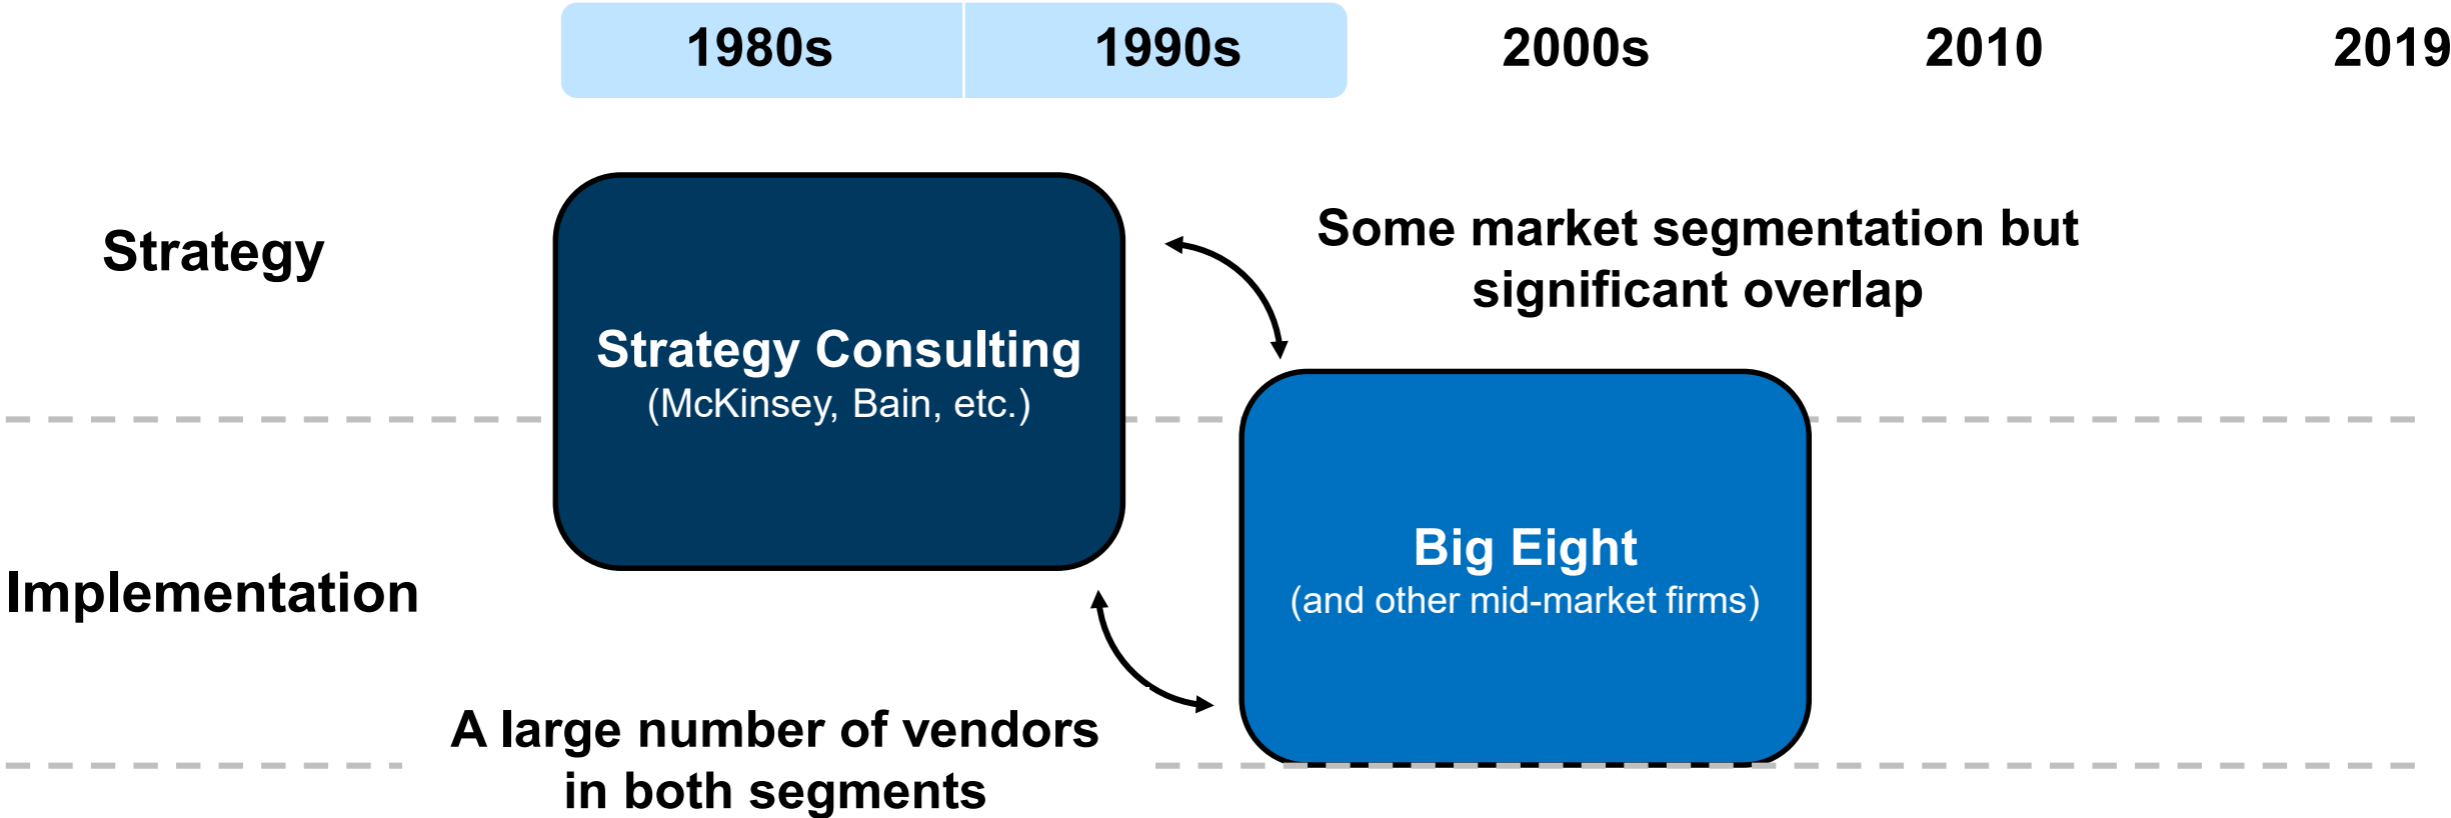 1980s 1990s 2000s 2010 2019
Strategy
Strategy Consulting
(McKinsey, Bain, etc.)
Some market segmentation but
significant overlap
Implementation
Big Eight
(and other mid-market firms)
A large number of vendors
in both segments